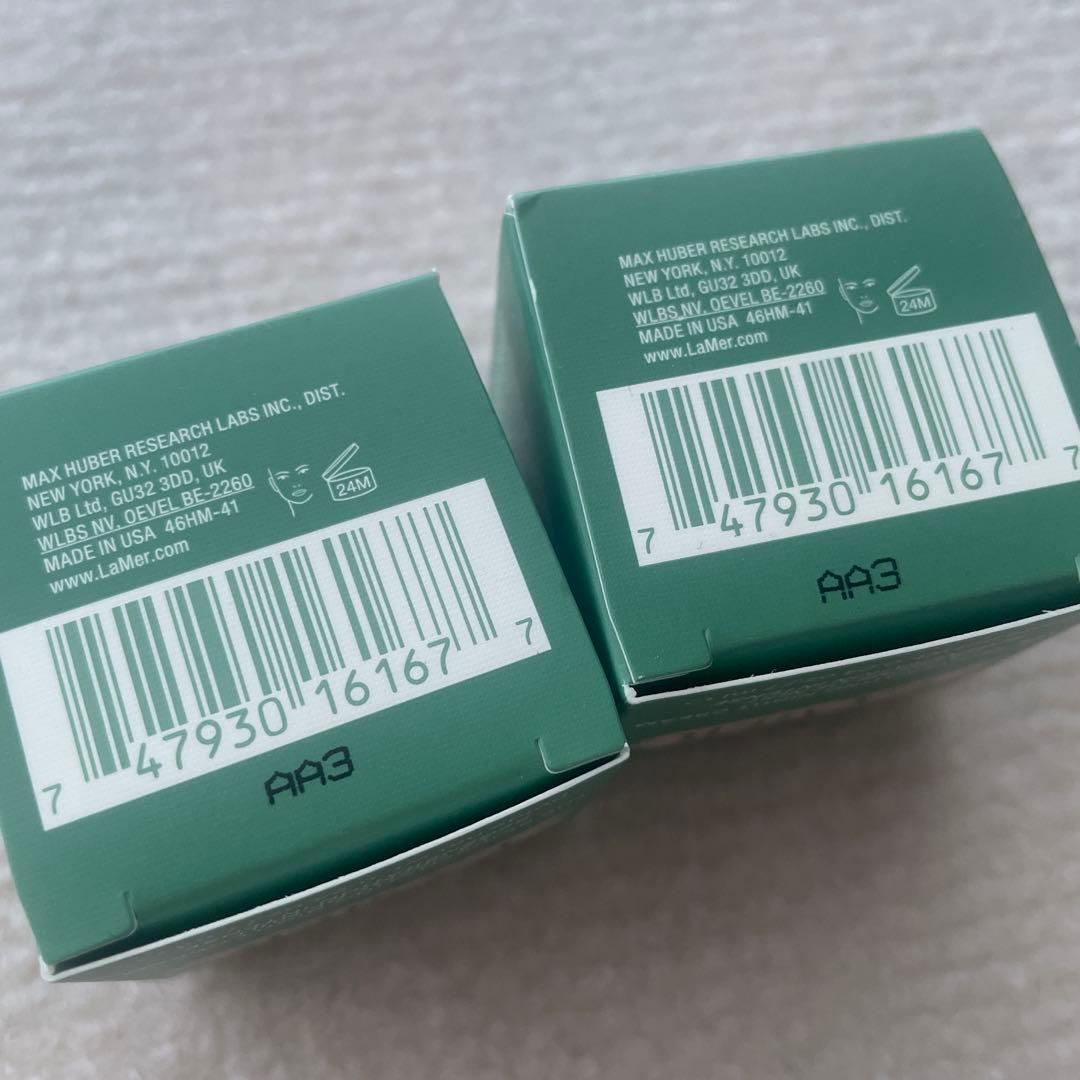 MAX HUBER RESEARCH LABS INC., DIST.
NEW YORK, N.Y. 10012
WLB Ltd, GU32 3DD, UK
WLBS NV. OEVEL BE-2260
MADE IN USA 46HM-41
www.LaMer.com
24M
7 47930 16167 7
AA3
MAX HUBER RESEARCH LABS INC., DIST.
NEW YORK, N.Y. 10012
WLB Ltd, GU32 3DD, UK
WLBS NV. OEVEL BE-2260
MADE IN USA 46HM-41
www.LaMer.com
24M
7 47930 16167 7
AA3